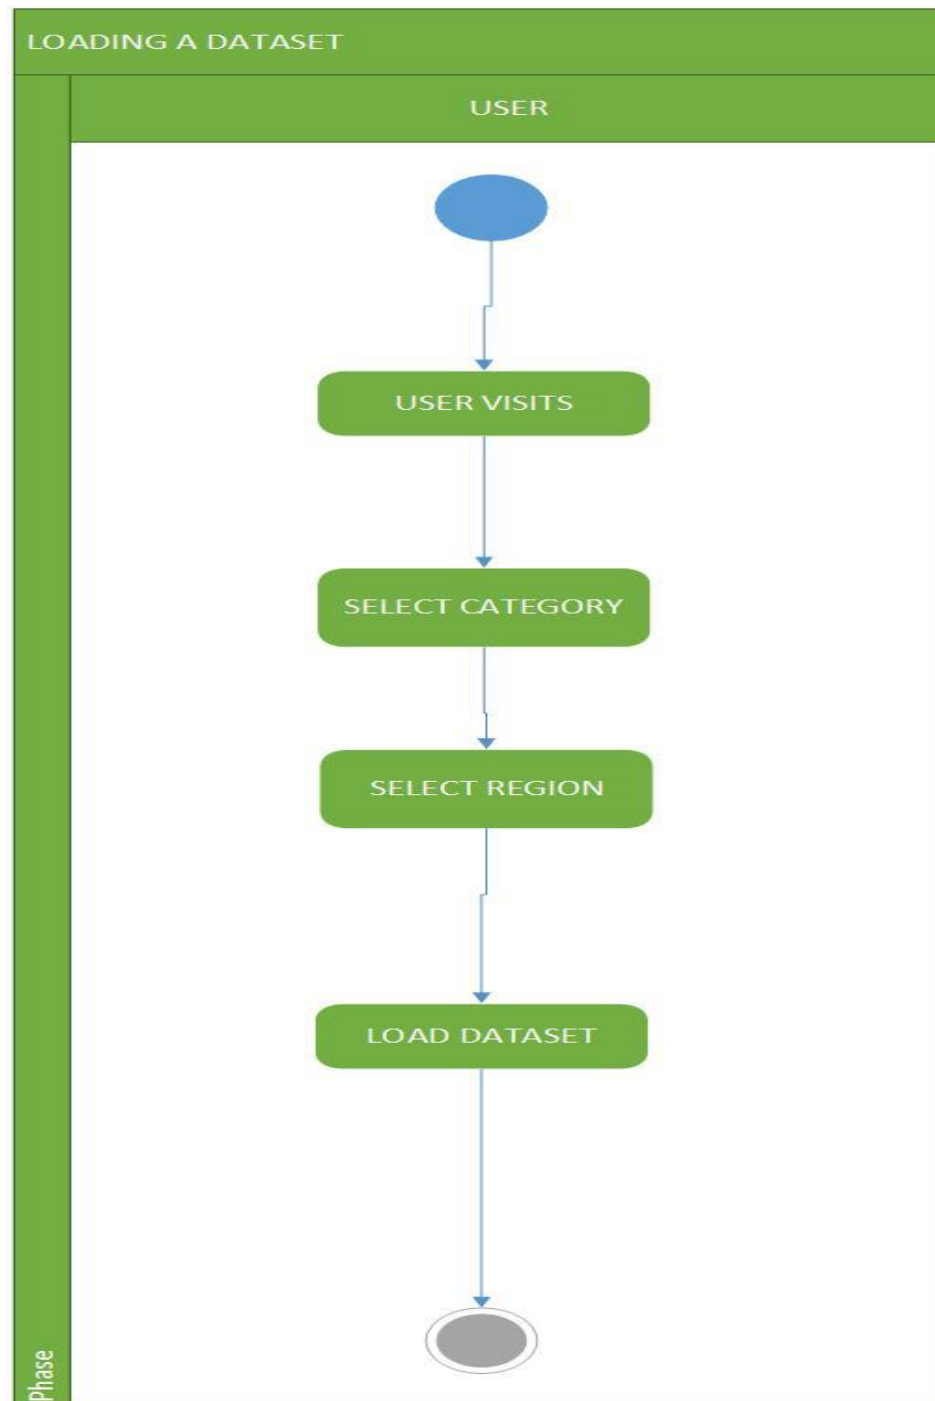 LOADING A DATASET
USER
USER VISITS
SELECT CATEGORY
SELECT REGION
LOAD DATASET
Phase